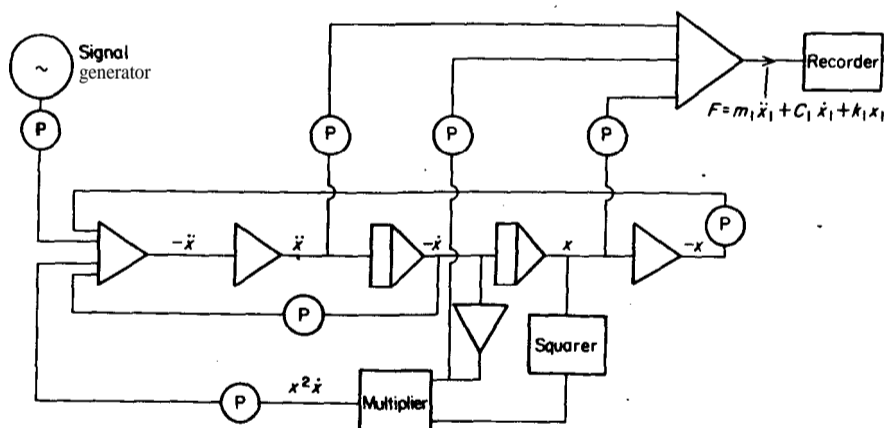 Signal
generator
~
P
P
P
P
Recorder
F = m₁ẍ₁ + C₁ẋ₁ + k₁x₁
-ẍ
ẍ
-ẋ
x
-x
P
P
Squarer
P
x²ẋ
Multiplier